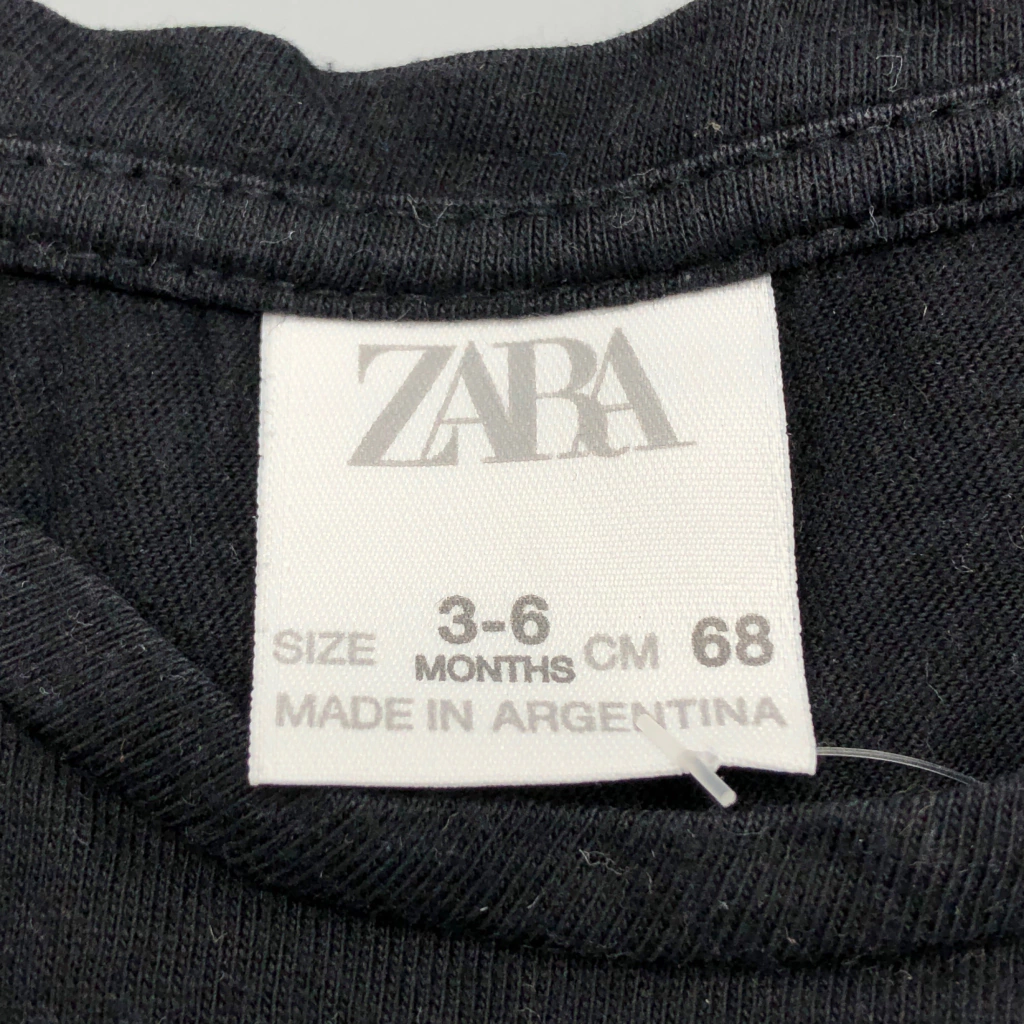 ZARA
SIZE 3-6 MONTHS CM 68
MADE IN ARGENTINA